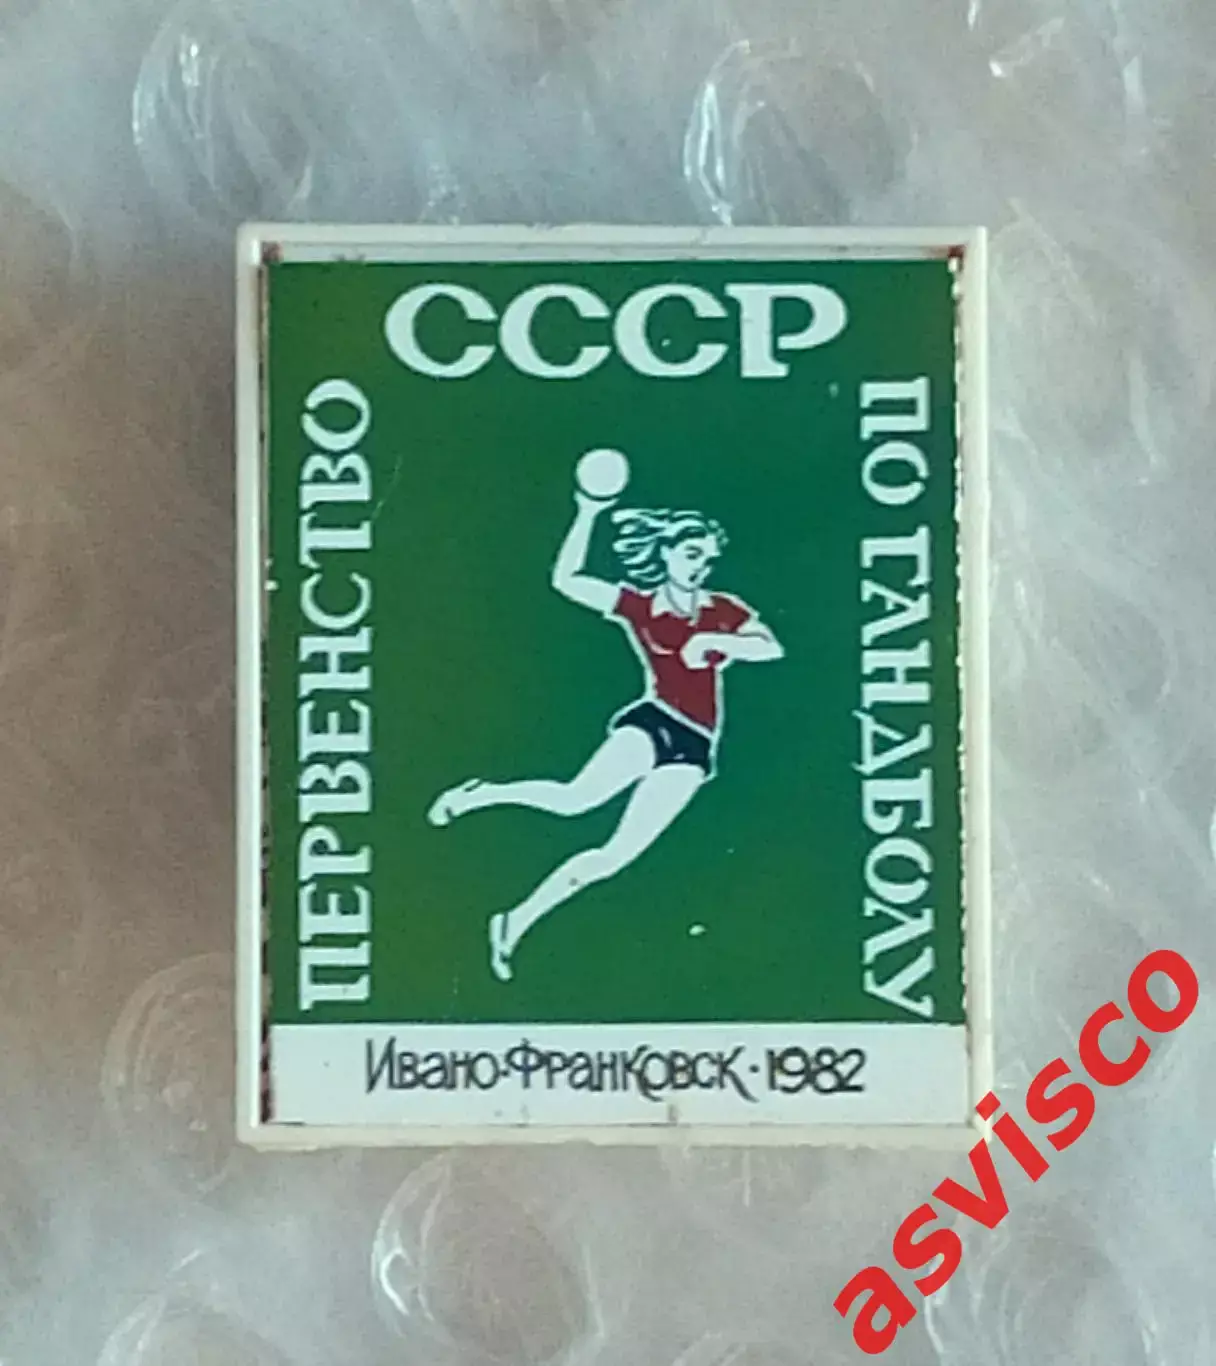 ПЕРВЕНСТВО
СССР
ПО ГАНДБОЛУ
Ивано-Франковск·1982
asvisco